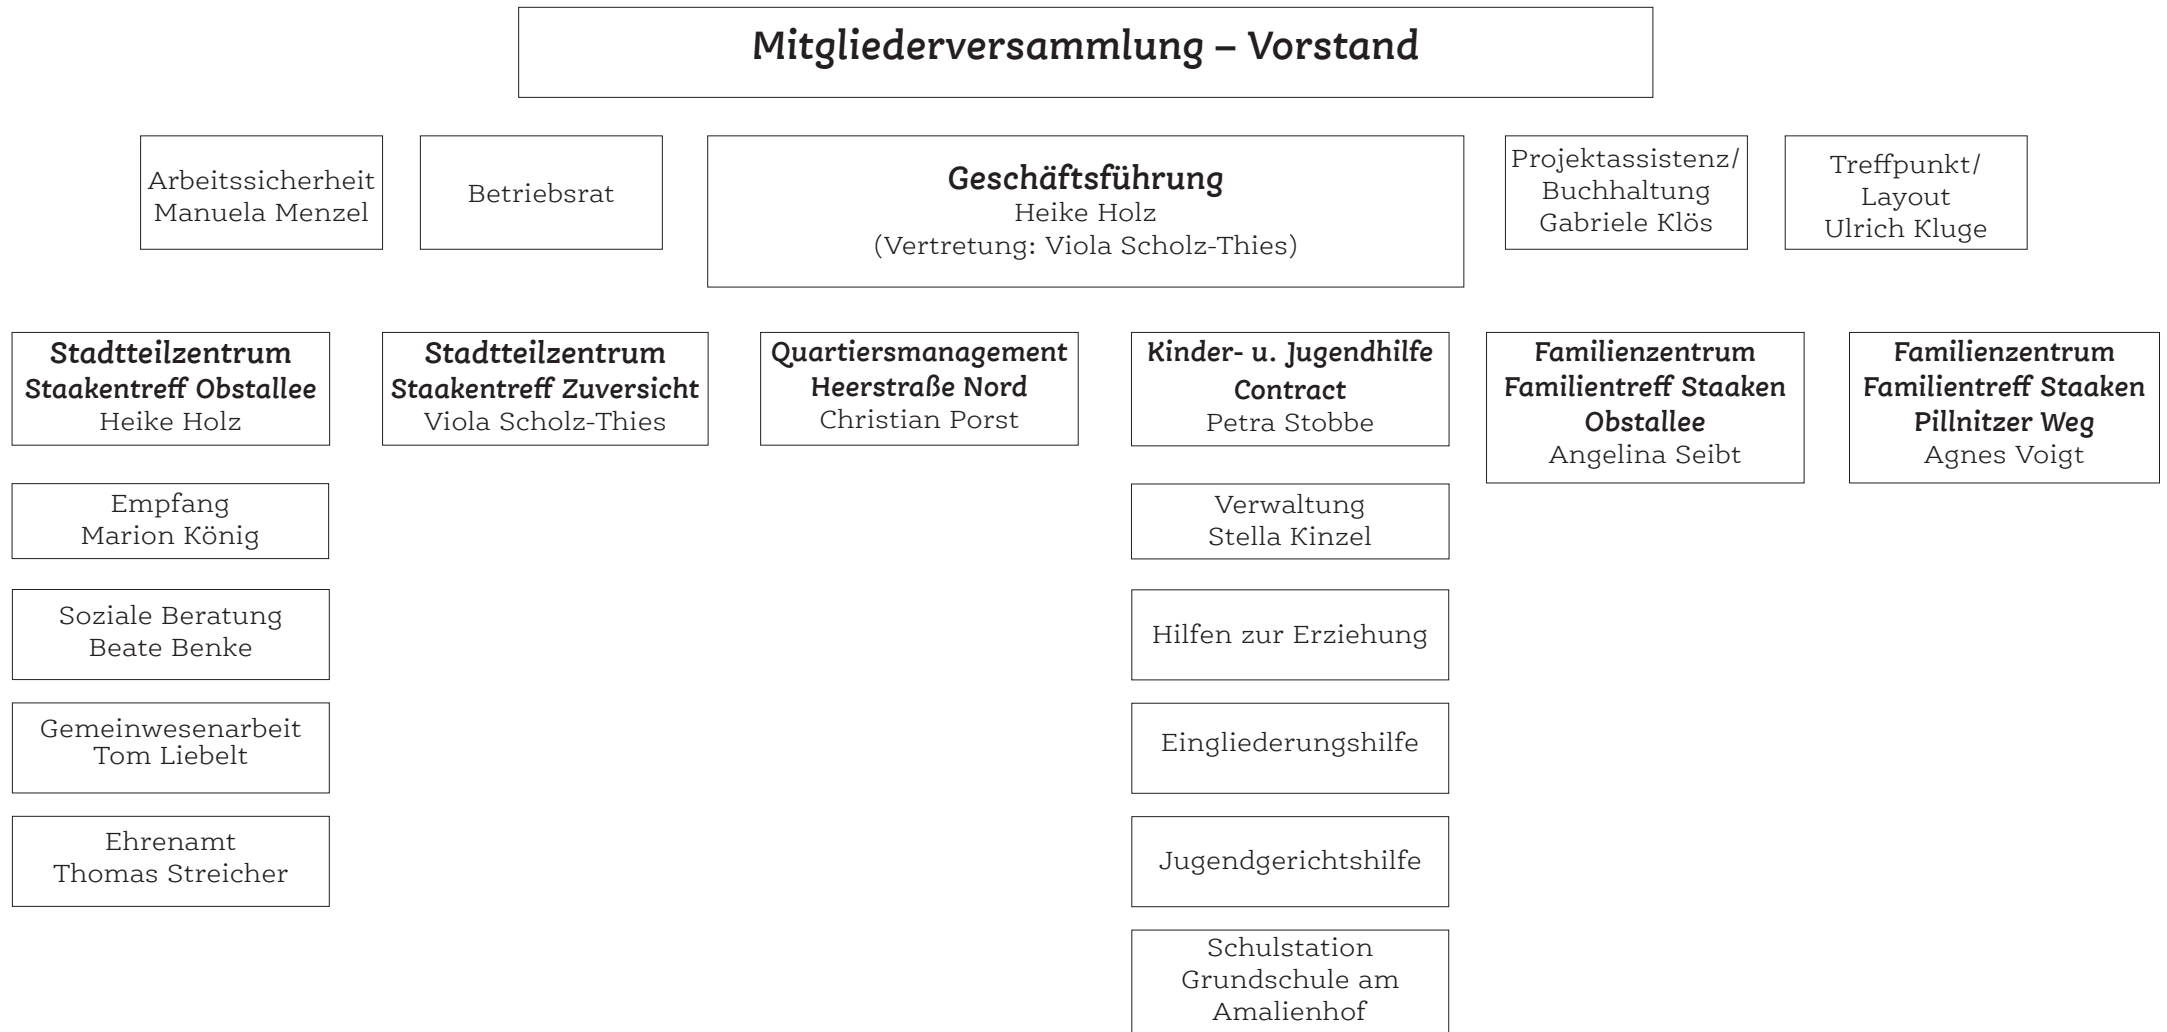 Mitgliederversammlung – Vorstand
Arbeitssicherheit
Manuela Menzel
Betriebsrat
Geschäftsführung
Heike Holz
(Vertretung: Viola Scholz-Thies)
Projektassistenz/
Buchhaltung
Gabriele Klös
Treffpunkt/
Layout
Ulrich Kluge
Stadtteilzentrum
Staakentreff Obstallee
Heike Holz
Stadtteilzentrum
Staakentreff Zuversicht
Viola Scholz-Thies
Quartiersmanagement
Heerstraße Nord
Christian Porst
Kinder- u. Jugendhilfe
Contract
Petra Stobbe
Familienzentrum
Familientreff Staaken
Obstallee
Angelina Seibt
Familienzentrum
Familientreff Staaken
Pillnitzer Weg
Agnes Voigt
Empfang
Marion König
Soziale Beratung
Beate Benke
Gemeinwesenarbeit
Tom Liebelt
Ehrenamt
Thomas Streicher
Verwaltung
Stella Kinzel
Hilfen zur Erziehung
Eingliederungshilfe
Jugendgerichtshilfe
Schulstation
Grundschule am
Amalienhof